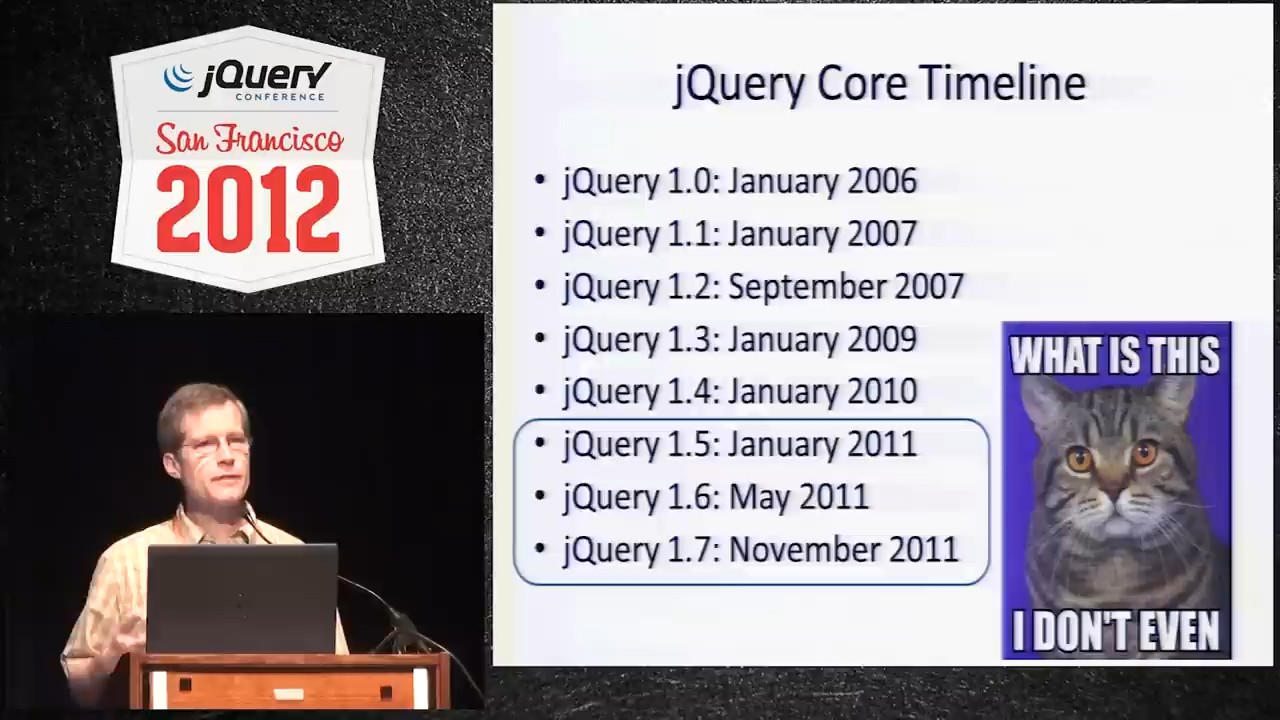 jQuery
CONFERENCE
San Francisco
2012
jQuery Core Timeline
• jQuery 1.0: January 2006
• jQuery 1.1: January 2007
• jQuery 1.2: September 2007
• jQuery 1.3: January 2009
• jQuery 1.4: January 2010
• jQuery 1.5: January 2011
• jQuery 1.6: May 2011
• jQuery 1.7: November 2011
WHAT IS THIS
I DON'T EVEN